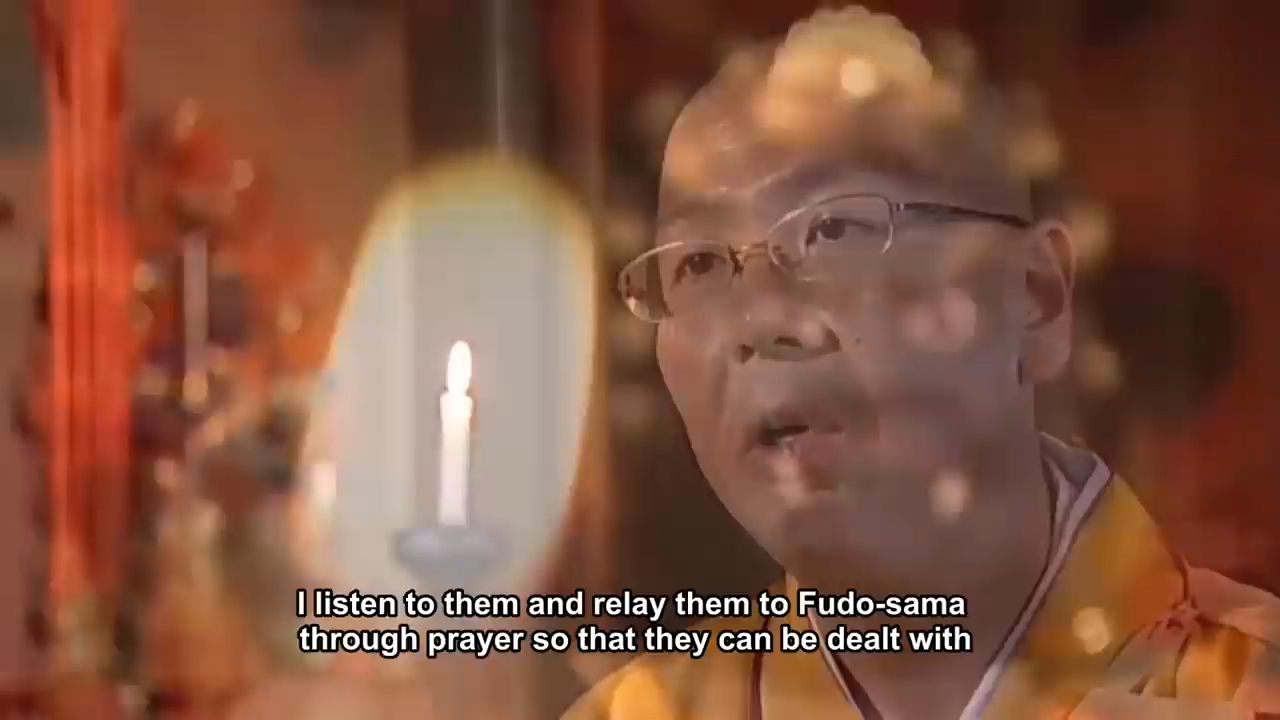 I listen to them and relay them to Fudo-sama
through prayer so that they can be dealt with